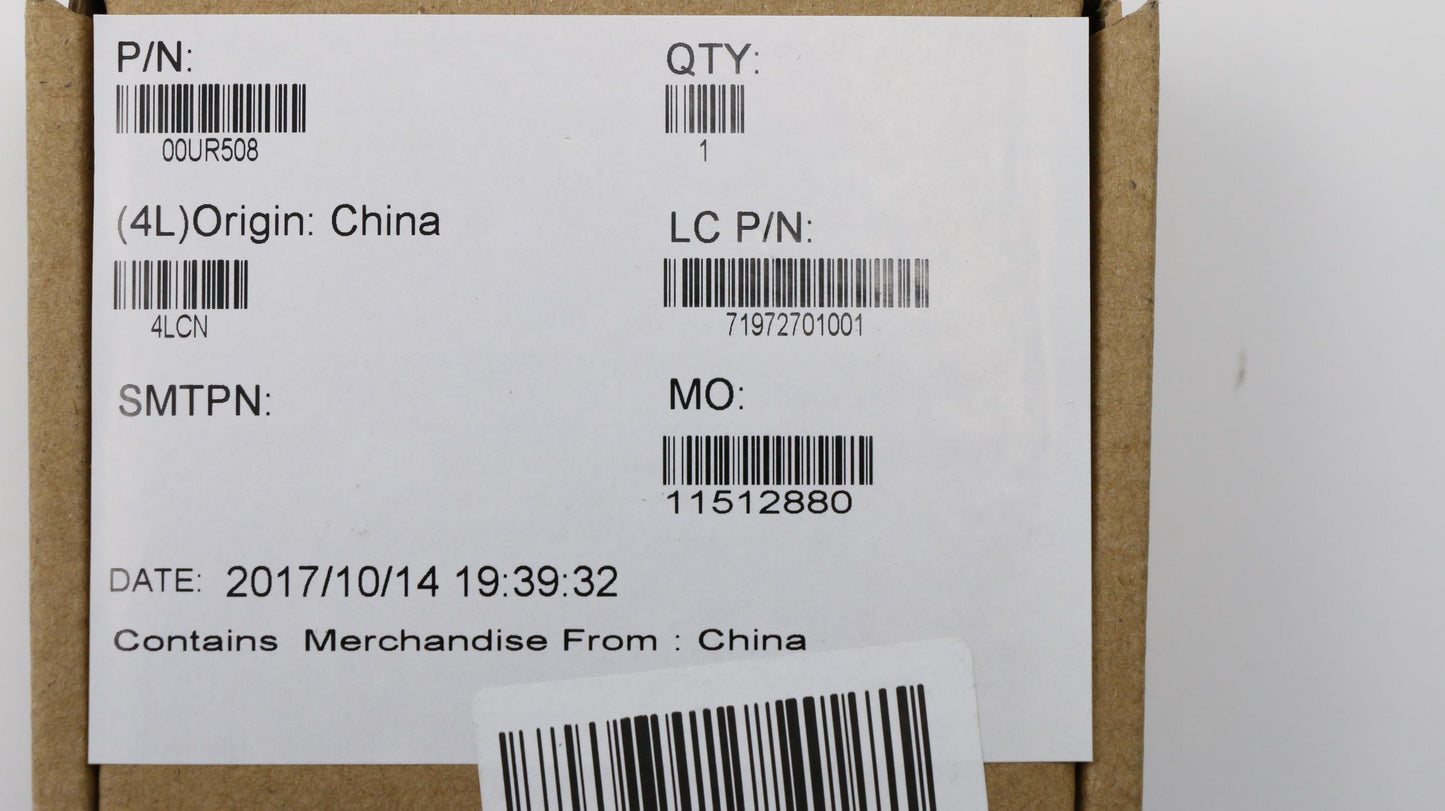 P/N:
00UR508
QTY:
1
(4L)Origin: China
4LCN
LC P/N:
71972701001
SMTPN:
MO:
11512880
DATE: 2017/10/14 19:39:32
Contains Merchandise From : China